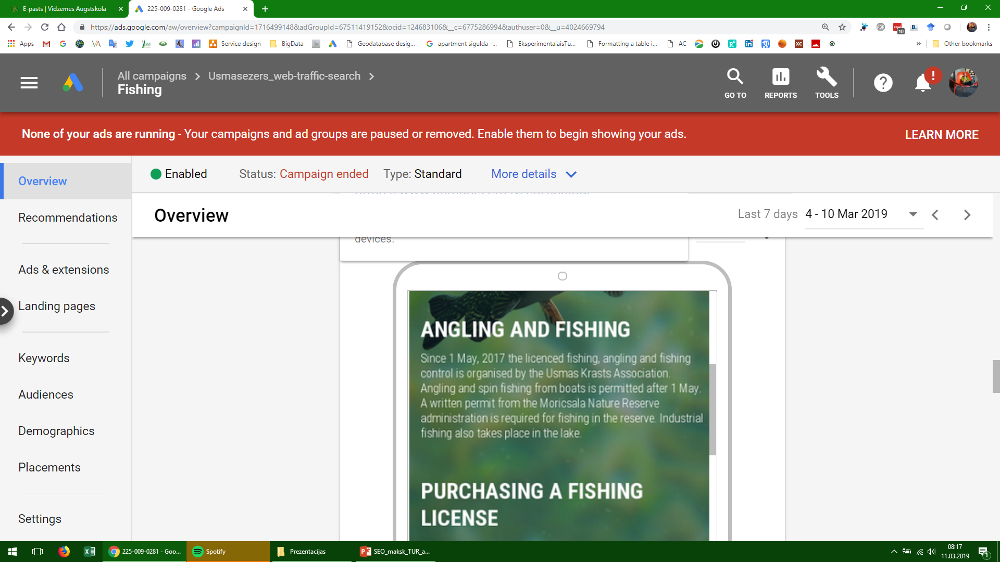 E-pasts | Vidzemes Augstskola
225-009-0281 - Google Ads
https://ads.google.com/aw/overview?campaignId=1716499148&adGroupId=67511419152&ocid=124683106&__c=6775286994&authuser=0&__u=4024669794
ABP
10
B.
Apps
Service design
BigData
Geodatabase desig...
apartment sigulda -...
EksperimentalaisTu...
Formatting a table i...
AC
XC
»
Other bookmarks
All campaigns > Usmasezers_web-traffic-search >
Fishing
GO TO
REPORTS
TOOLS
None of your ads are running - Your campaigns and ad groups are paused or removed. Enable them to begin showing your ads.
LEARN MORE
Enabled
Status: Campaign ended
Type: Standard
More details
Overview
Recommendations
Ads & extensions
Landing pages
Keywords
Audiences
Demographics
Placements
Settings
Overview
Last 7 days 4 - 10 Mar 2019
devices.
ANGLING AND FISHING
Since 1 May, 2017 the licenced fishing, angling and fishing
control is organised by the Usmas Krasts Association.
Angling and spin fishing from boats is permitted after 1 May.
A written permit from the Moricsala Nature Reserve
administration is required for fishing in the reserve. Industrial
fishing also takes place in the lake.
PURCHASING A FISHING
LICENSE
225-009-0281 - Goo...
Spotify
Prezentacijas
SEO_maksk_TUR_a...
08:17
11.03.2019
1